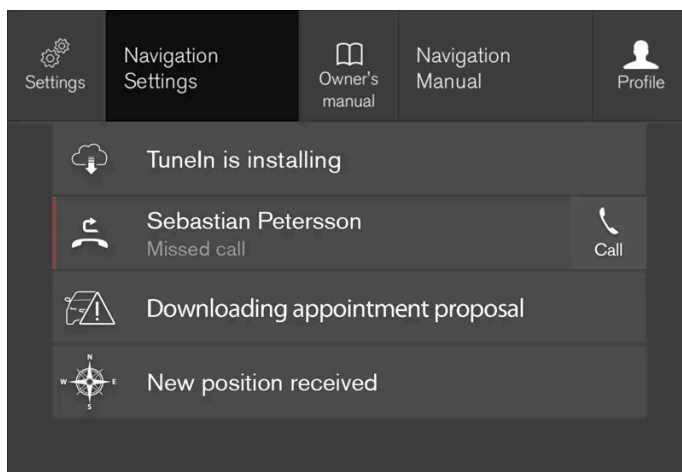 Settings
Navigation
Settings
Owner's
manual
Navigation
Manual
Profile
TuneIn is installing
Sebastian Petersson
Missed call
Call
Downloading appointment proposal
N
W
E
S
New position received